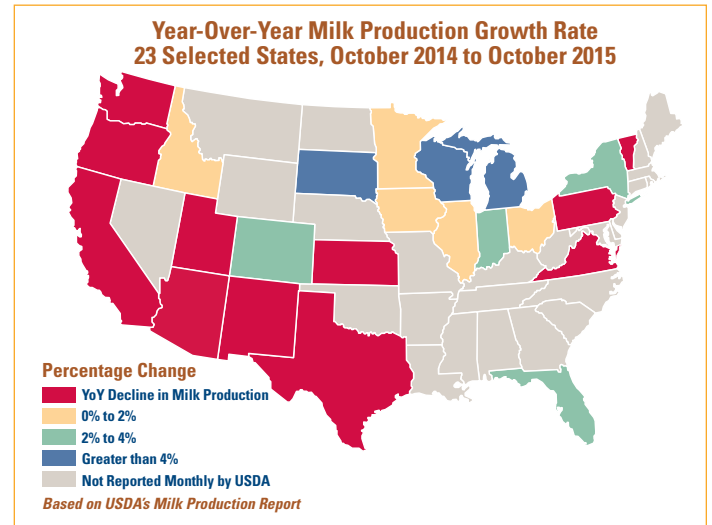 Year-Over-Year Milk Production Growth Rate
23 Selected States, October 2014 to October 2015
Percentage Change
YoY Decline in Milk Production
0% to 2%
2% to 4%
Greater than 4%
Not Reported Monthly by USDA
Based on USDA's Milk Production Report